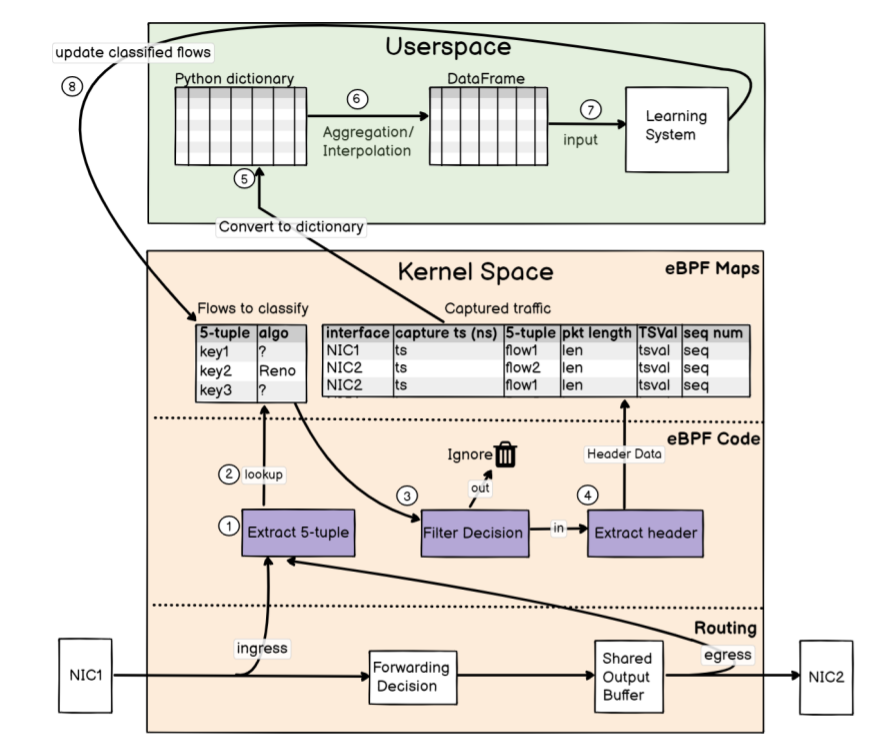 update classified flows
Userspace
8
Python dictionary
DataFrame
6
7
Aggregation/
Interpolation
input
Learning
System
5
Convert to dictionary
Kernel Space
eBPF Maps
Flows to classify
Captured traffic
5-tuple algo
key1 ?
key2 Reno
key3 ?
interface capture ts (ns) 5-tuple pkt length TSVal seq num
NIC1 ts flow1 len tsval seq
NIC2 ts flow2 len tsval seq
NIC2 ts flow1 len tsval seq
eBPF Code
Ignore
Header Data
2 lookup
out
3
4
1
Extract 5-tuple
Filter Decision
in
Extract header
Routing
ingress
egress
NIC1
Forwarding
Decision
Shared
Output
Buffer
NIC2